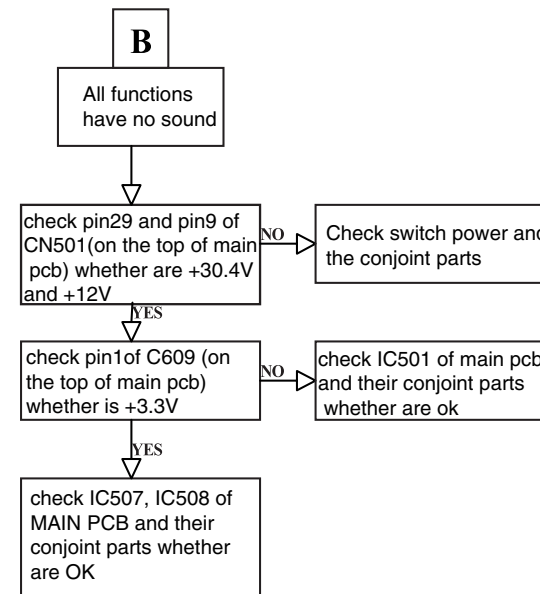 B
All functions
have no sound
check pin29 and pin9 of
CN501(on the top of main
pcb) whether are +30.4V
and +12V
NO
Check switch power and
the conjoint parts
YES
check pin1of C609 (on
the top of main pcb)
whether is +3.3V
NO
check IC501 of main pcb
and their conjoint parts
whether are ok
YES
check IC507, IC508 of
MAIN PCB and their
conjoint parts whether
are OK